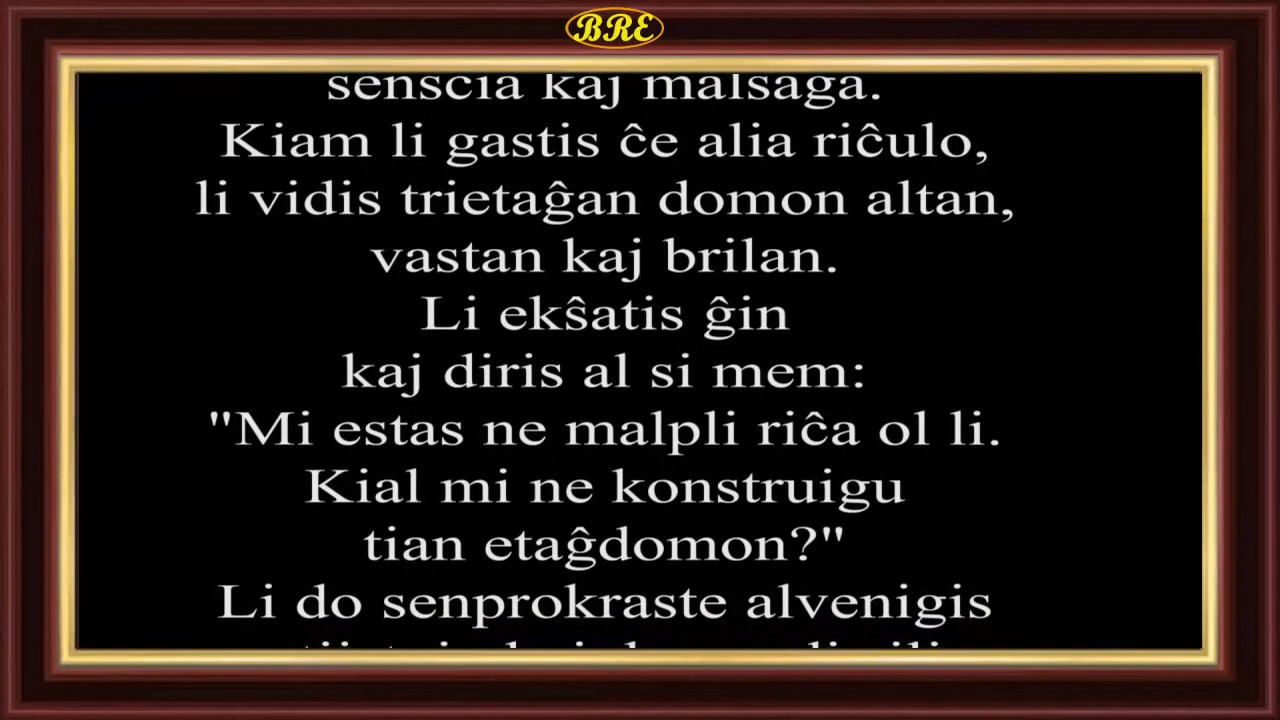 BRE
senscia kaj malsaĝa.
Kiam li gastis ĉe alia riĉulo,
li vidis trietaĝan domon altan,
vastan kaj brilan.
Li ekŝatis ĝin
kaj diris al si mem:
"Mi estas ne malpli riĉa ol li.
Kial mi ne konstruigu
tian etaĝdomon?"
Li do senprokraste alvenigis